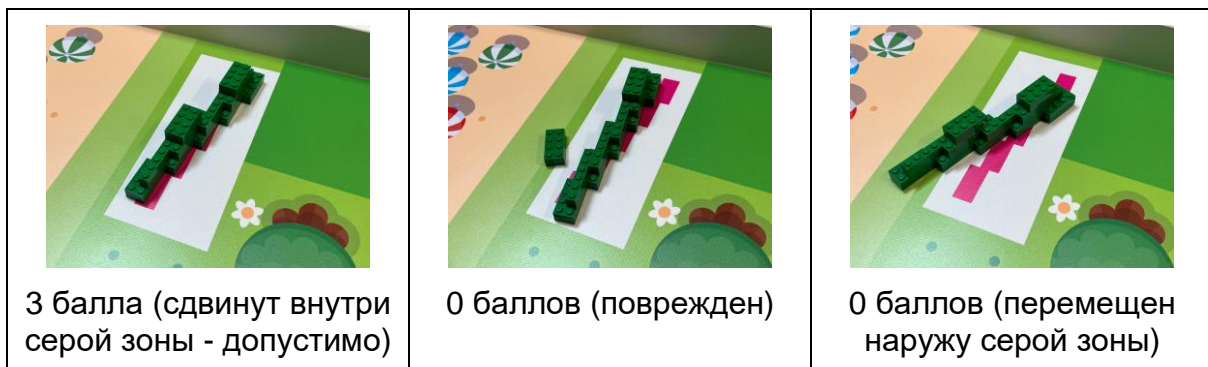 3 балла (сдвинут внутри
серой зоны - допустимо)
0 баллов (поврежден)
0 баллов (перемещен
наружу серой зоны)